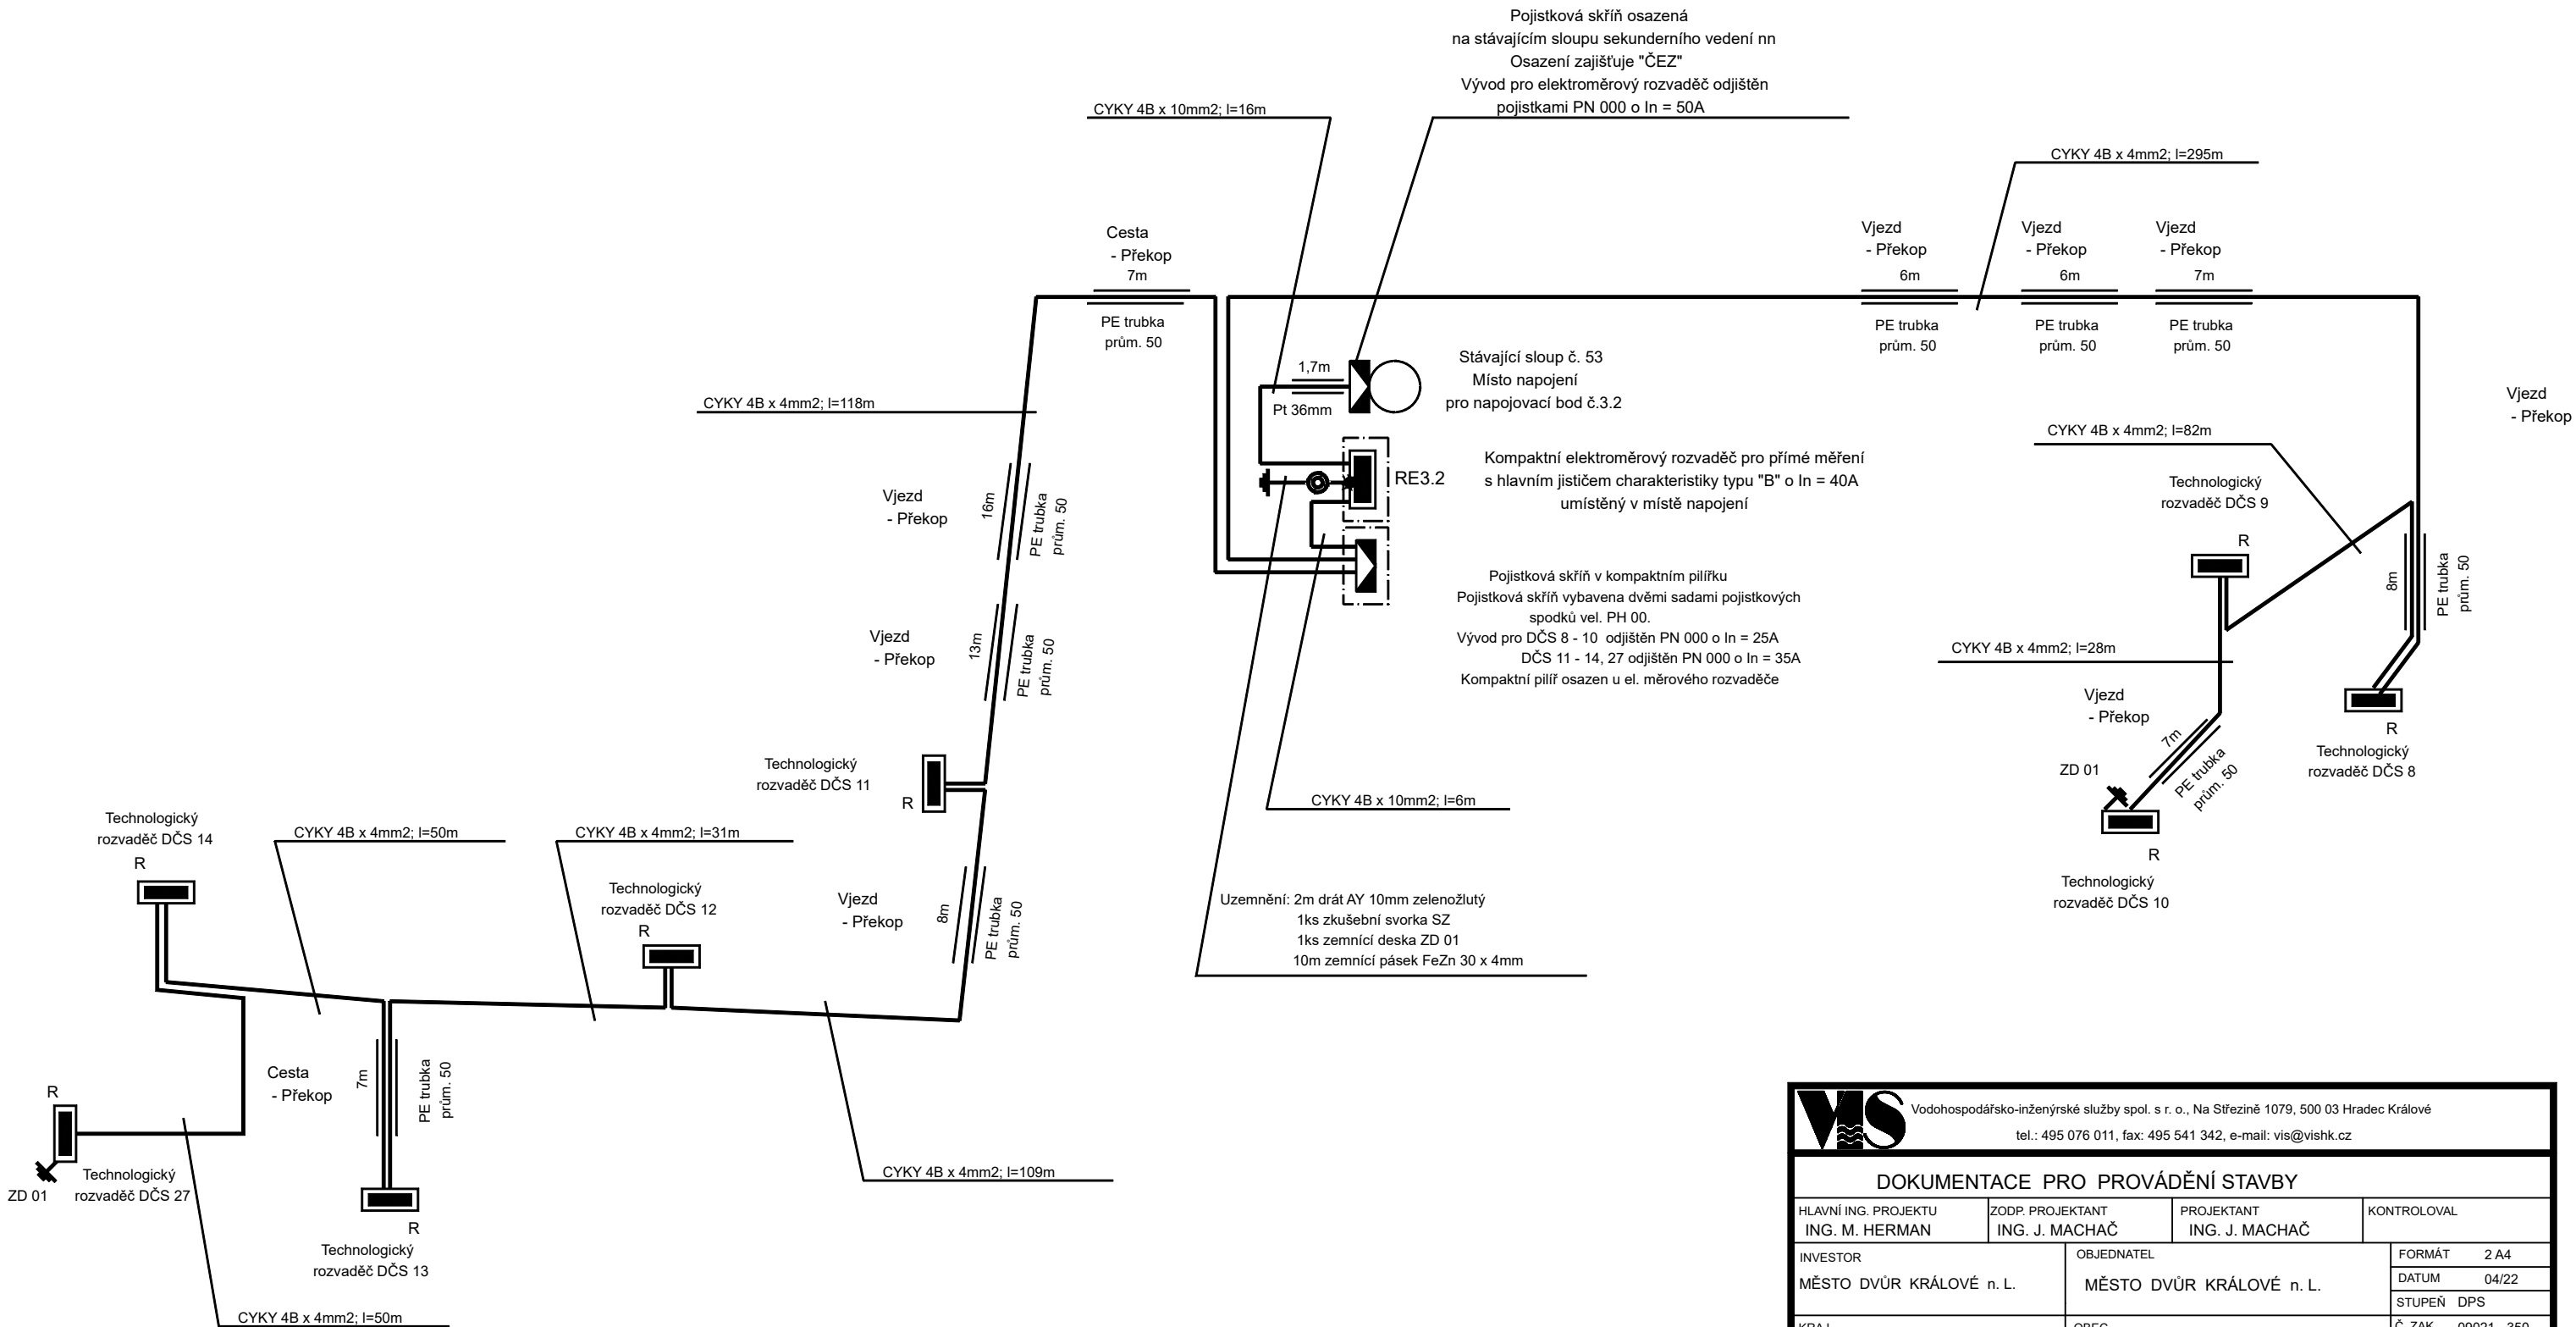 Pojistková skříň osazená
na stávajícím sloupu sekunderního vedení nn
Osazení zajišťuje "ČEZ"
Vývod pro elektroměrový rozvaděč odjištěn
pojistkami PN 000 o In = 50A
CYKY 4B x 10mm2; l=16m
CYKY 4B x 4mm2; l=295m
Cesta
- Překop
7m
PE trubka
prům. 50
Vjezd
- Překop
6m
PE trubka
prům. 50
Vjezd
- Překop
6m
PE trubka
prům. 50
Vjezd
- Překop
7m
PE trubka
prům. 50
1,7m
Pt 36mm
Stávající sloup č. 53
Místo napojení
pro napojovací bod č.3.2
CYKY 4B x 4mm2; l=118m
Vjezd
- Překop
CYKY 4B x 4mm2; l=82m
RE3.2
Kompaktní elektroměrový rozvaděč pro přímé měření
s hlavním jističem charakteristiky typu "B" o In = 40A
umístěný v místě napojení
Technologický
rozvaděč DČS 9
R
Vjezd
- Překop
16m
PE trubka
prům. 50
8m
PE trubka
prům. 50
Pojistková skříň v kompaktním pilířku
Pojistková skříň vybavena dvěmi sadami pojistkových
spodků vel. PH 00.
Vývod pro DČS 8 - 10 odjištěn PN 000 o In = 25A
DČS 11 - 14, 27 odjištěn PN 000 o In = 35A
Kompaktní pilíř osazen u el. měrového rozvaděče
Vjezd
- Překop
13m
PE trubka
prům. 50
CYKY 4B x 4mm2; l=28m
Vjezd
- Překop
7m
PE trubka
prům. 50
R
Technologický
rozvaděč DČS 8
ZD 01
R
Technologický
rozvaděč DČS 10
Technologický
rozvaděč DČS 11
R
CYKY 4B x 10mm2; l=6m
Technologický
rozvaděč DČS 14
R
CYKY 4B x 4mm2; l=50m
CYKY 4B x 4mm2; l=31m
Technologický
rozvaděč DČS 12
R
Vjezd
- Překop
8m
PE trubka
prům. 50
Uzemnění: 2m drát AY 10mm zelenožlutý
1ks zkušební svorka SZ
1ks zemnící deska ZD 01
10m zemnící pásek FeZn 30 x 4mm
Cesta
- Překop
7m
PE trubka
prům. 50
R
ZD 01
Technologický
rozvaděč DČS 27
CYKY 4B x 4mm2; l=109m
R
Technologický
rozvaděč DČS 13
CYKY 4B x 4mm2; l=50m
VIS
Vodohospodářsko-inženýrské služby spol. s r. o., Na Střezině 1079, 500 03 Hradec Králové
tel.: 495 076 011, fax: 495 541 342, e-mail: vis@vishk.cz
DOKUMENTACE PRO PROVÁDĚNÍ STAVBY
HLAVNÍ ING. PROJEKTU
ING. M. HERMAN
ZODP. PROJEKTANT
ING. J. MACHAČ
PROJEKTANT
ING. J. MACHAČ
KONTROLOVAL
INVESTOR
MĚSTO DVŮR KRÁLOVÉ n. L.
OBJEDNATEL
MĚSTO DVŮR KRÁLOVÉ n. L.
FORMÁT 2 A4
DATUM 04/22
STUPEŇ DPS